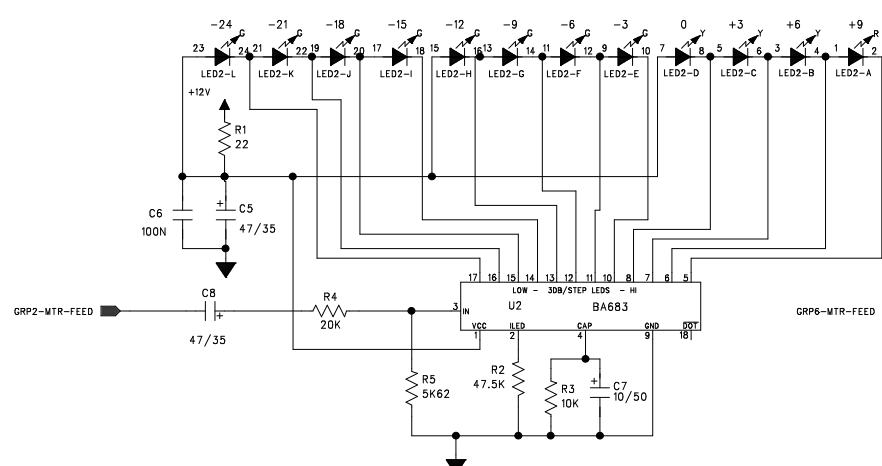 -24 -21 -18 -15 -12 -9 -6 -3 0 +3 +6 +9
G G G G G G G G Y Y Y R
23 24 21 22 19 20 17 18 15 16 13 14 11 12 9 10 7 8 5 6 3 4 1 2
LED2-L LED2-K LED2-J LED2-I LED2-H LED2-G LED2-F LED2-E LED2-D LED2-C LED2-B LED2-A
+12V
R1
22
C6
100N
+ C5
47/35
17 16 15 14 13 12 11 10 8 7 6 5
LOW - 3DB/STEP LEDS - HI
U2 BA683
GRP2-MTR-FEED
C8
+
47/35
R4
20K
3 IN
GRP6-MTR-FEED
VCC ILED CAP GND DOT
1 2 4 9 18
R5
5K62
R2
47.5K
R3
10K
+ C7
10/50